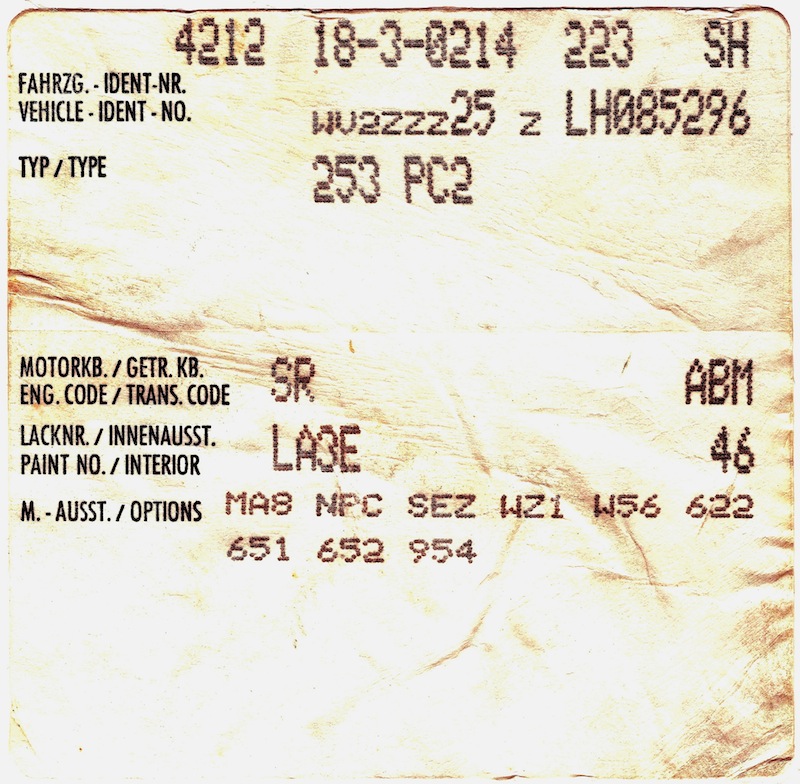 4212 18-3-0214 223 SH
FAHRZG. - IDENT-NR.
VEHICLE - IDENT - NO. WV2ZZZ25 Z LH085296
TYP / TYPE 253 PC2
MOTORKB. / GETR. KB. SR ABM
ENG. CODE / TRANS. CODE
LACKNR. / INNENAUSST. LA3E 46
PAINT NO. / INTERIOR
M. - AUSST. / OPTIONS MA8 NPC SEZ WZ1 W56 622
651 652 954